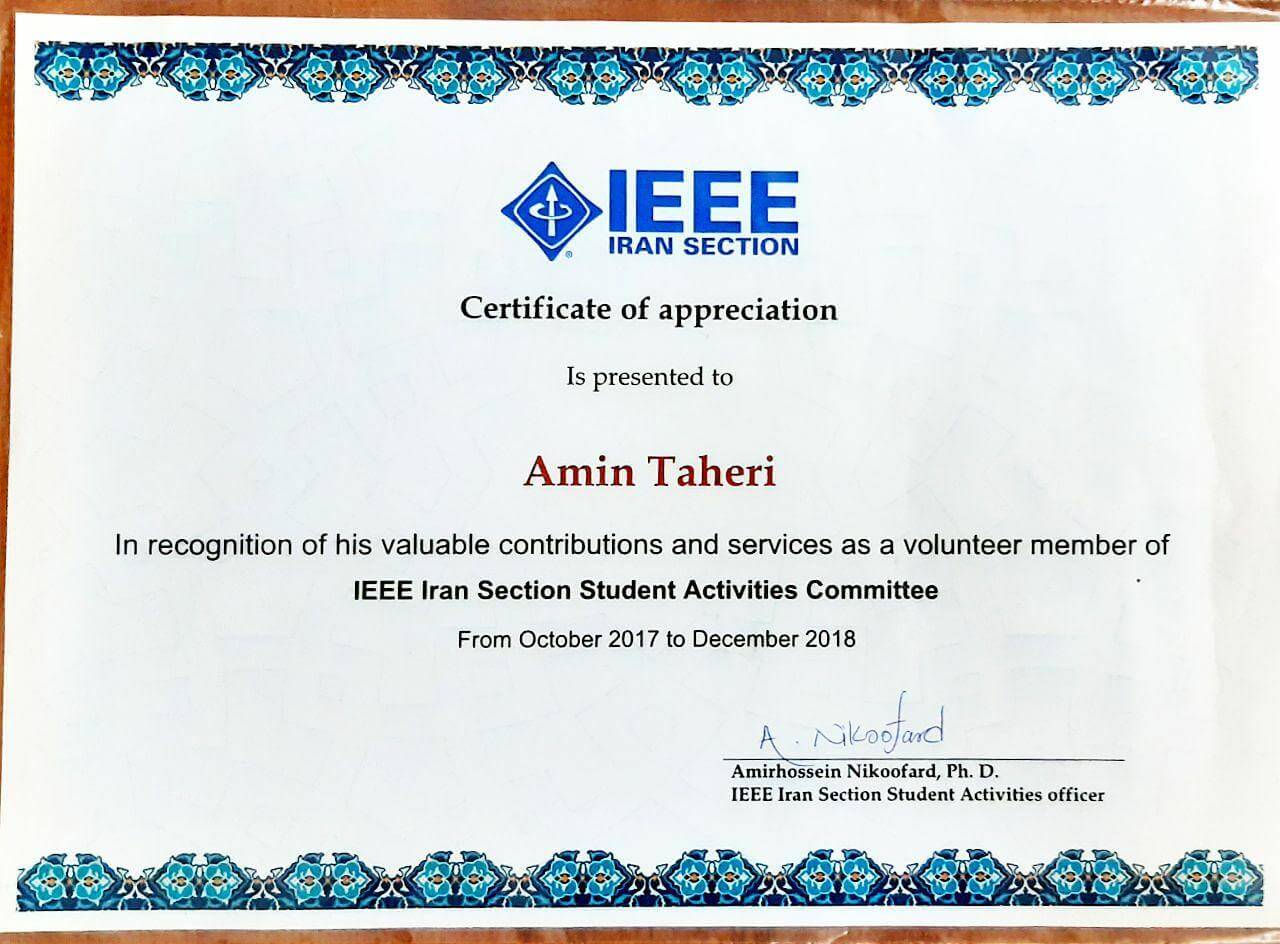 IEEE
IRAN SECTION
Certificate of appreciation
Is presented to
Amin Taheri
In recognition of his valuable contributions and services as a volunteer member of
IEEE Iran Section Student Activities Committee
From October 2017 to December 2018
A. Nikoofard
Amirhossein Nikoofard, Ph. D.
IEEE Iran Section Student Activities officer